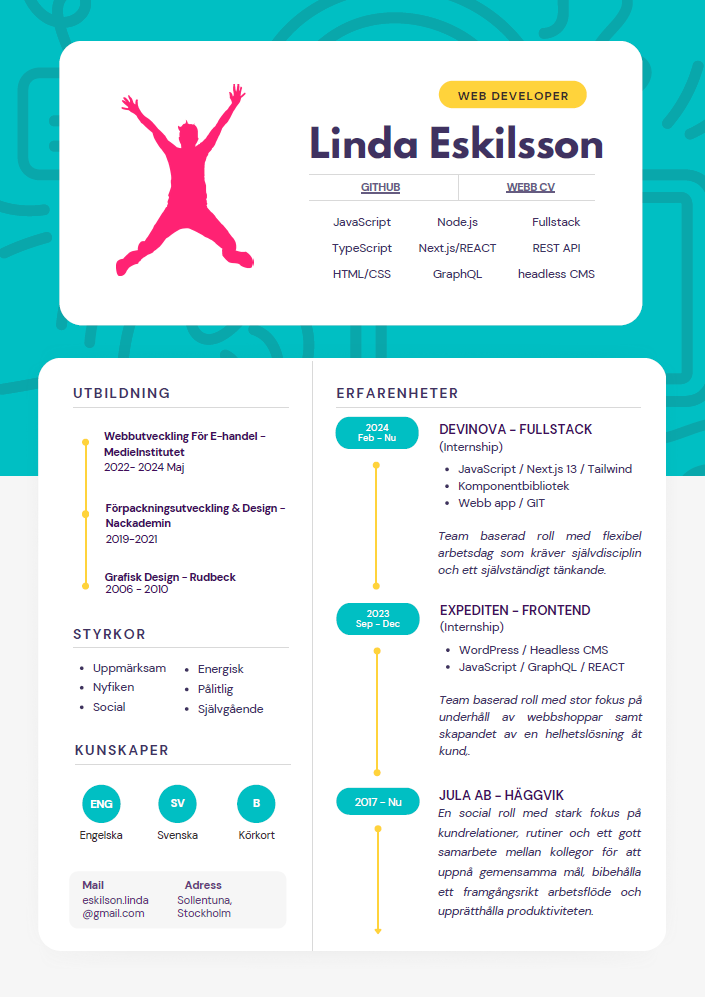 WEB DEVELOPER
Linda Eskilsson
GITHUB
WEBB CV
JavaScript
Node.js
Fullstack
TypeScript
Next.js/REACT
REST API
HTML/CSS
GraphQL
headless CMS
UTBILDNING
Webbutveckling För E-handel -
MedieInstitutet
2022- 2024 Maj
Förpackningsutveckling & Design -
Nackademin
2019-2021
Grafisk Design - Rudbeck
2006 - 2010
STYRKOR
• Uppmärksam
• Nyfiken
• Social
• Energisk
• Pålitlig
• Självgående
KUNSKAPER
ENG
SV
B
Engelska
Svenska
Körkort
Mail
eskilson.linda
@gmail.com
Adress
Sollentuna,
Stockholm
ERFARENHETER
2024
Feb - Nu
DEVINOVA - FULLSTACK
(Internship)
• JavaScript / Next.js 13 / Tailwind
• Komponentbibliotek
• Webb app / GIT
Team baserad roll med flexibel
arbetsdag som kräver självdisciplin
och ett självständigt tänkande.
2023
Sep - Dec
EXPEDITEN - FRONTEND
(Internship)
• WordPress / Headless CMS
• JavaScript / GraphQL / REACT
Team baserad roll med stor fokus på
underhåll av webbshoppar samt
skapandet av en helhetslösning åt
kund,.
2017 - Nu
JULA AB - HÄGGVIK
En social roll med stark fokus på
kundrelationer, rutiner och ett gott
samarbete mellan kollegor för att
uppnå gemensamma mål, bibehålla
ett framgångsrikt arbetsflöde och
upprätthålla produktiviteten.